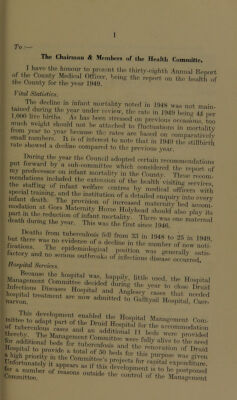 1
To :—
The Chairman & Members of the Health Committee.
I have the honour to present the thirty-eighth Annual Report
of the County Medical Officer, being the report on the health of
the County for the year 1949.
Vital Statistics.
The decline in infant mortality noted in 1948 was not main-
tained during the year under review, the rate in 1949 being 44 per
1,000 live births. As has been stressed on previous occasions, too
much weight should not be attached to fluctuations in mortality
from year to year because the rates are based on comparatively
small numbers. It is of interest to note that in 1949 the stillbirth
rate showed a decline compared to the previous year.
During the year the Council adopted certain recommendations
put forward by a sub-committee which considered the report of
my predecessor on infant mortality in the County. These recom-
mendations included the extension of the health visiting services,
the staffing of infant welfare centres by medical officers with
special training, and the institution of a detailed enquiry into every
infant death. The provision of increased maternity bed accom-
modation at Gors Maternity Home Holyhead should also play its
part in the reduction of infant mortality. There was one maternal
death during the year. This was the first since 1946.
Deaths from tuberculosis fell from 33 in 1948 to 25 in 1949,
but there was no evidence of a decline in the number of new noti-
fications. The epidemiological position was generally satis-
factory and no serious outbreaks of infectious disease occurred.
Hospital Services.
Because the hospital was, happily, little used, the Hospital
Management Committee decided during the year to close Druid
Infectious Diseases Hospital and Anglesey cases that needed
hospital treatment are now admitted to Galltysil Hospital, Caer-
narvon.
This development enabled the Hospital Management Com-
mittee to adapt part of the Druid Hospital for the accommodation
of tuberculous cases and an additional 11 beds were provided
thereby. The Management Committee were fully alive to the need
for additional beds for tuberculosis and the renovation of Druid
Hospital to provide a total of 50 beds for this purpose was given
a high priority in the Committee's projects for capital expenditure.
Unfortunately it appears as if this development is to be postponed
for a number of reasons outside the control of the Management
Committee.